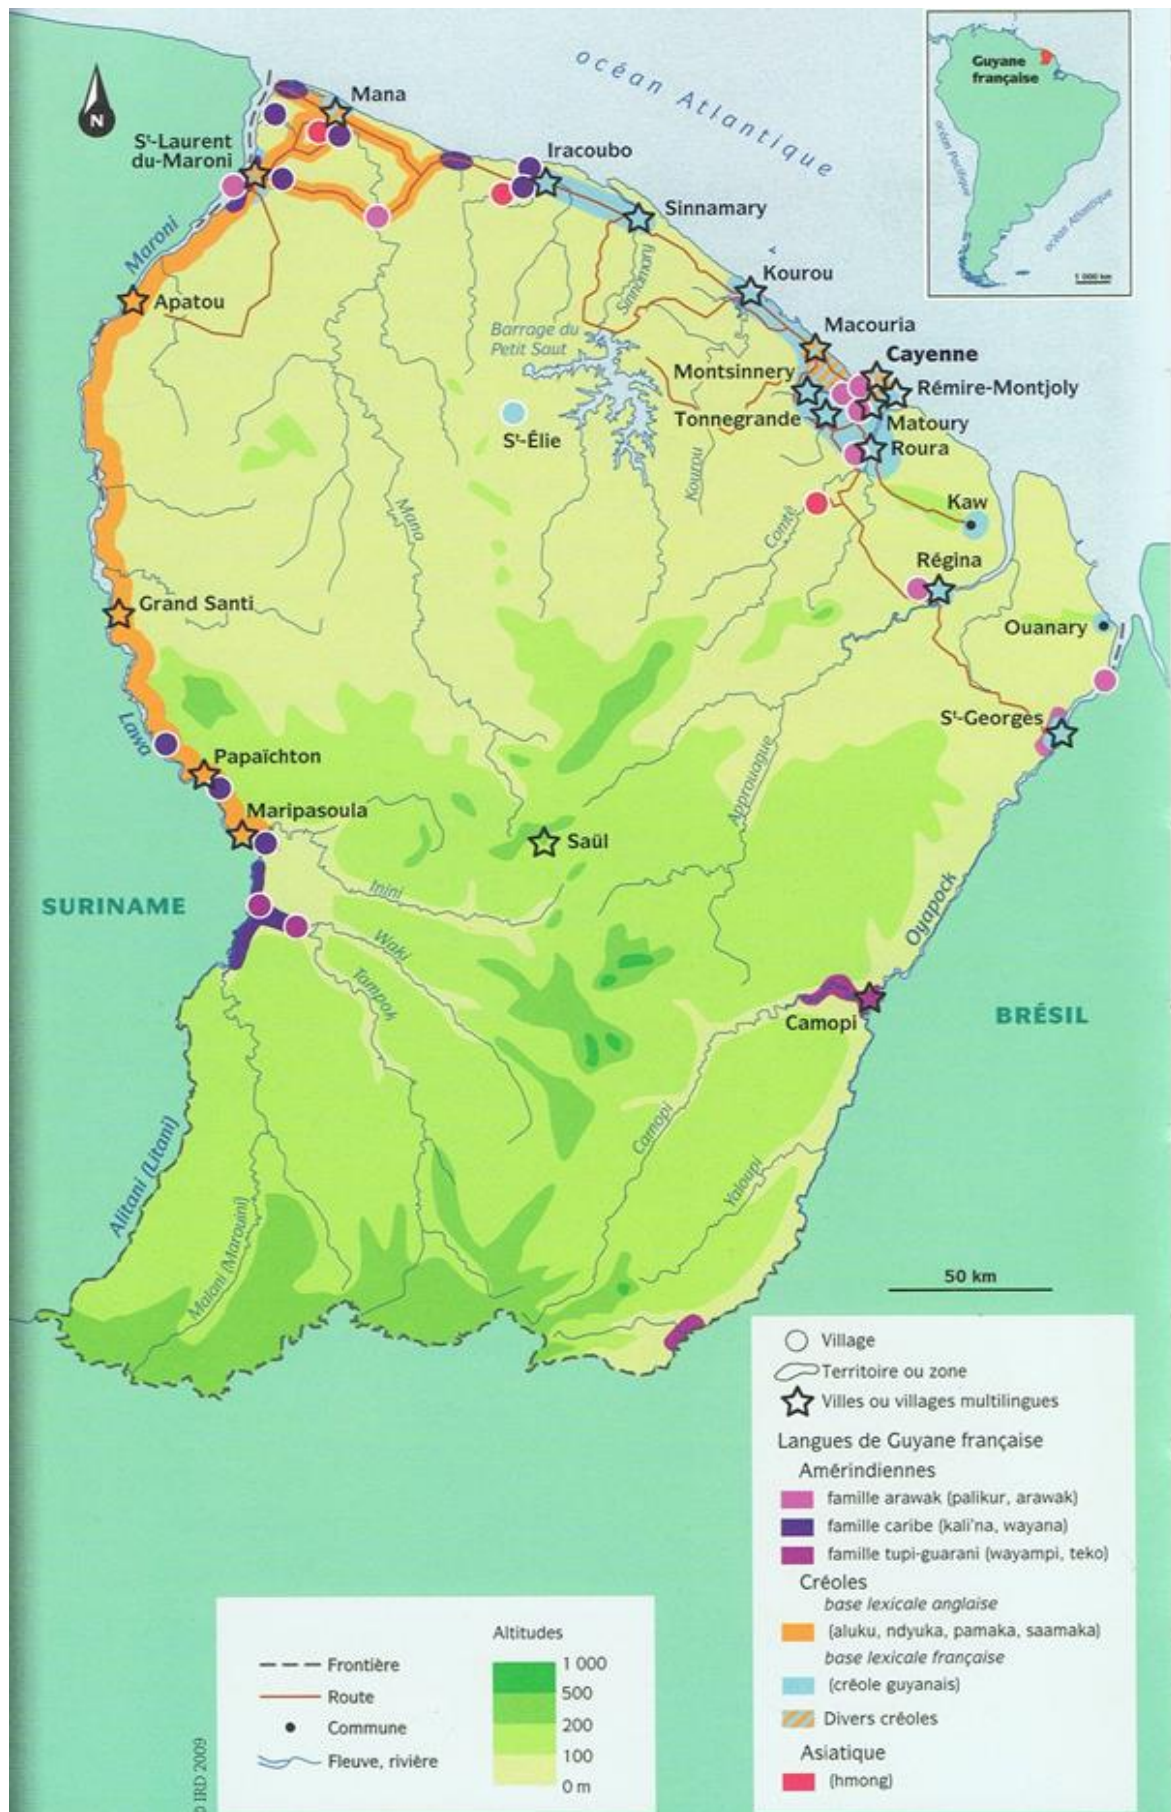 océan Atlantique
Guyane
française
océan Pacifique
océan Atlantique
1 000 km
N
Mana
St-Laurent
du-Maroni
Iracoubo
Sinnamary
Maroni
Apatou
Sinnamary
Kourou
Barrage du
Petit Saut
Macouria
Cayenne
Montsinnery
Rémire-Montjoly
Tonnegrande
Matoury
St-Élie
Roura
Kourou
Kaw
Mana
Comté
Régina
Grand Santi
Ouanary
Lawa
St-Georges
Papaïchton
Approuague
Maripasoula
Saül
Inini
SURINAME
Waki
Oyapock
Tampok
Camopi
BRÉSIL
Camopi
Yaloupi
Alitani (Litani)
Malani (Marouini)
50 km
Village
Territoire ou zone
Villes ou villages multilingues
Langues de Guyane française
Amérindiennes
famille arawak (palikur, arawak)
famille caribe (kali'na, wayana)
famille tupi-guarani (wayampi, teko)
Créoles
base lexicale anglaise
(aluku, ndyuka, pamaka, saamaka)
base lexicale française
(créole guyanais)
Divers créoles
Asiatique
(hmong)
Frontière
Route
Commune
Fleuve, rivière
Altitudes
1 000
500
200
100
0 m
IRD 2009